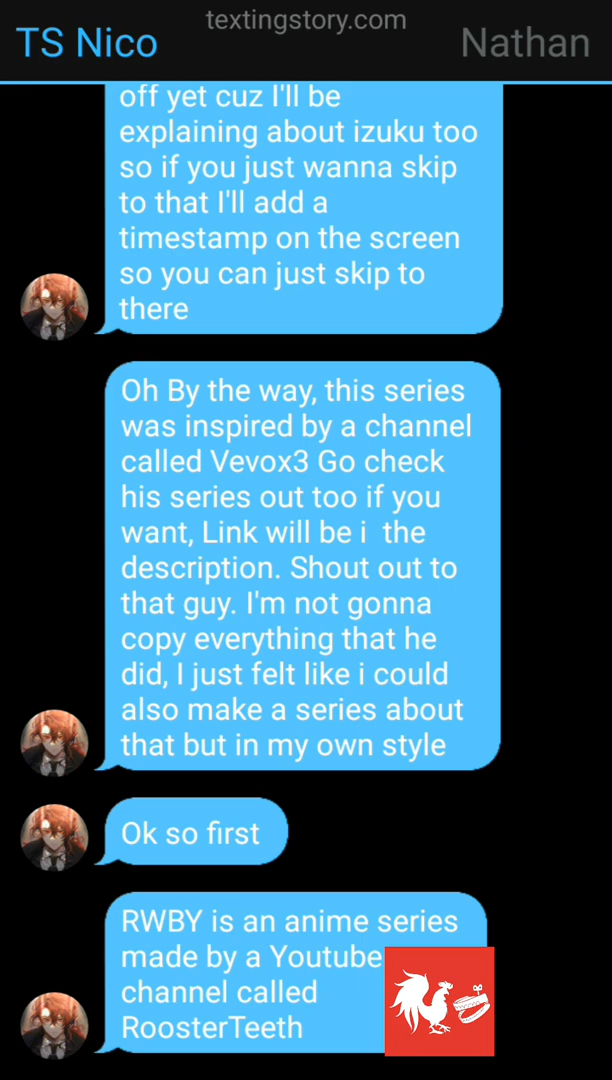 textingstory.com
TS Nico
Nathan
off yet cuz I'll be
explaining about izuku too
so if you just wanna skip
to that I'll add a
timestamp on the screen
so you can just skip to
there
Oh By the way, this series
was inspired by a channel
called Vevox3 Go check
his series out too if you
want, Link will be i  the
description. Shout out to
that guy. I'm not gonna
copy everything that he
did, I just felt like i could
also make a series about
that but in my own style
Ok so first
RWBY is an anime series
made by a Youtube
channel called
RoosterTeeth